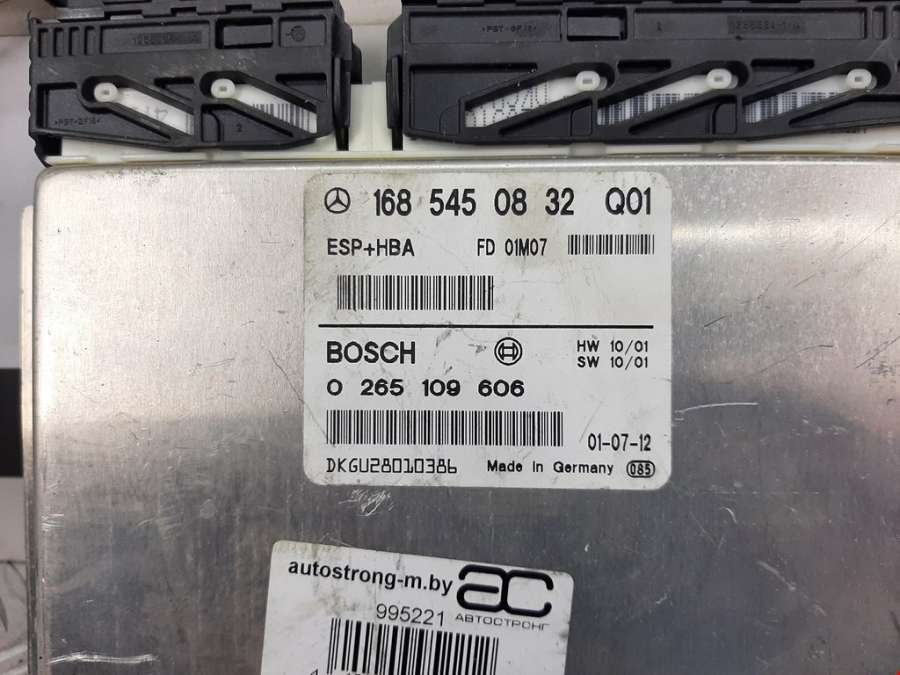 168 545 08 32 Q01
ESP+HBA FD 01M07
BOSCH HW 10/01
SW 10/01
0 265 109 606
01-07-12
DKGU28010386 Made in Germany 085
autostrong-m.by
995221 АВТОСТРОНГ